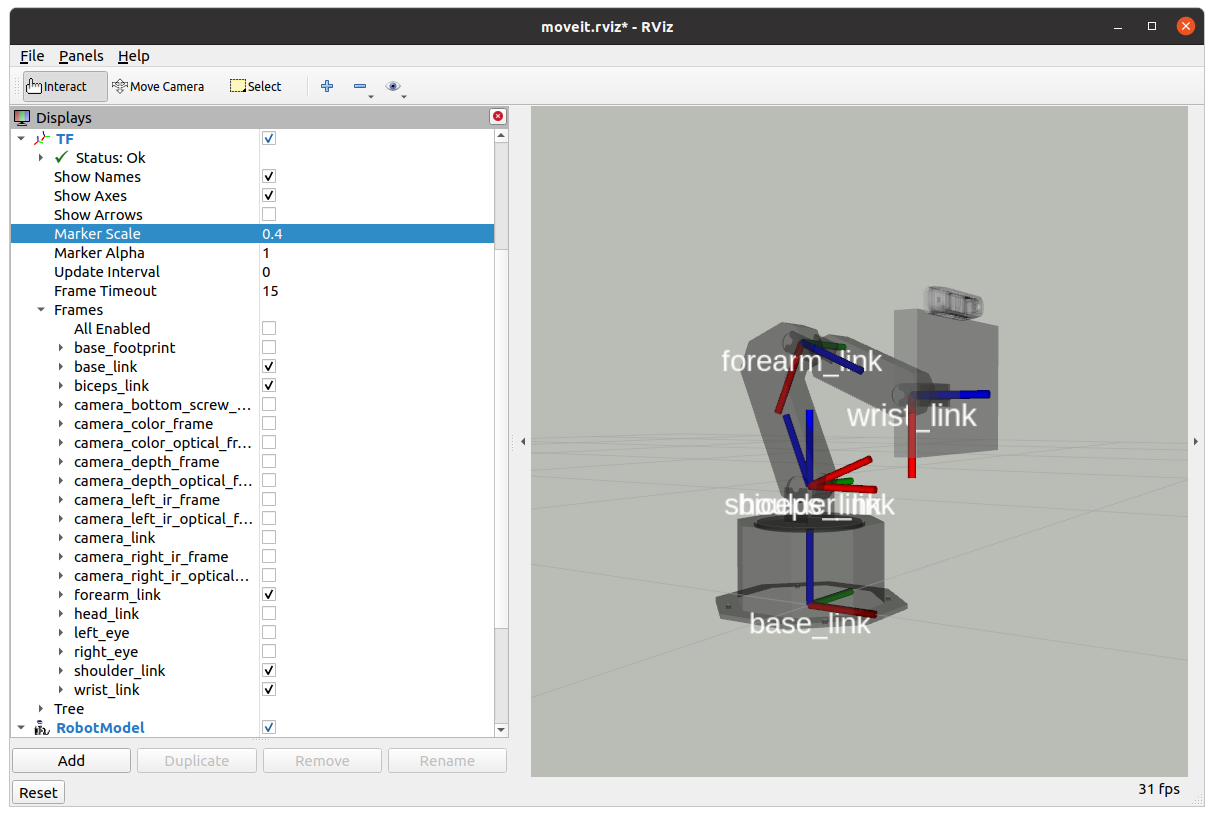 moveit.rviz* - RViz
File Panels Help
Interact Move Camera Select
Displays
TF
Status: Ok
Show Names
Show Axes
Show Arrows
Marker Scale 0.4
Marker Alpha 1
Update Interval 0
Frame Timeout 15
Frames
All Enabled
base_footprint
base_link
biceps_link
camera_bottom_screw_...
camera_color_frame
camera_color_optical_fr...
camera_depth_frame
camera_depth_optical_f...
camera_left_ir_frame
camera_left_ir_optical_f...
camera_link
camera_right_ir_frame
camera_right_ir_optical...
forearm_link
head_link
left_eye
right_eye
shoulder_link
wrist_link
Tree
RobotModel
Add Duplicate Remove Rename
Reset
forearm_link
wrist_link
base_link
31 fps